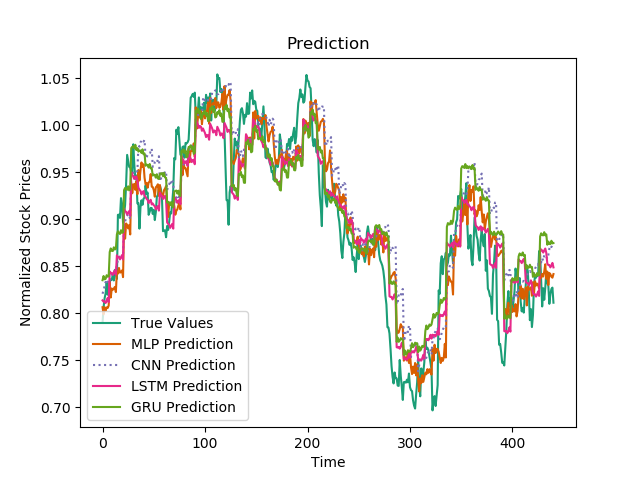 Prediction
1.05
1.00
0.95
0.90
0.85
0.80
0.75
0.70
Normalized Stock Prices
True Values
MLP Prediction
CNN Prediction
LSTM Prediction
GRU Prediction
0 100 200 300 400
Time